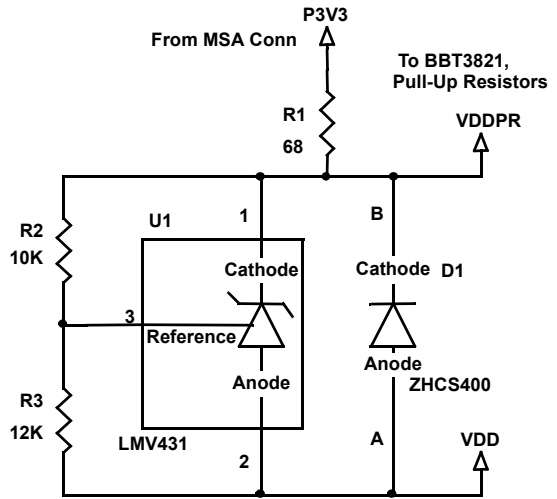 P3V3
From MSA Conn
To BBT3821,
Pull-Up Resistors
R1
68
VDDPR
U1
1
B
R2
10K
Cathode
Cathode D1
3
Reference
Anode
Anode
ZHCS400
R3
12K
LMV431
2
A
VDD